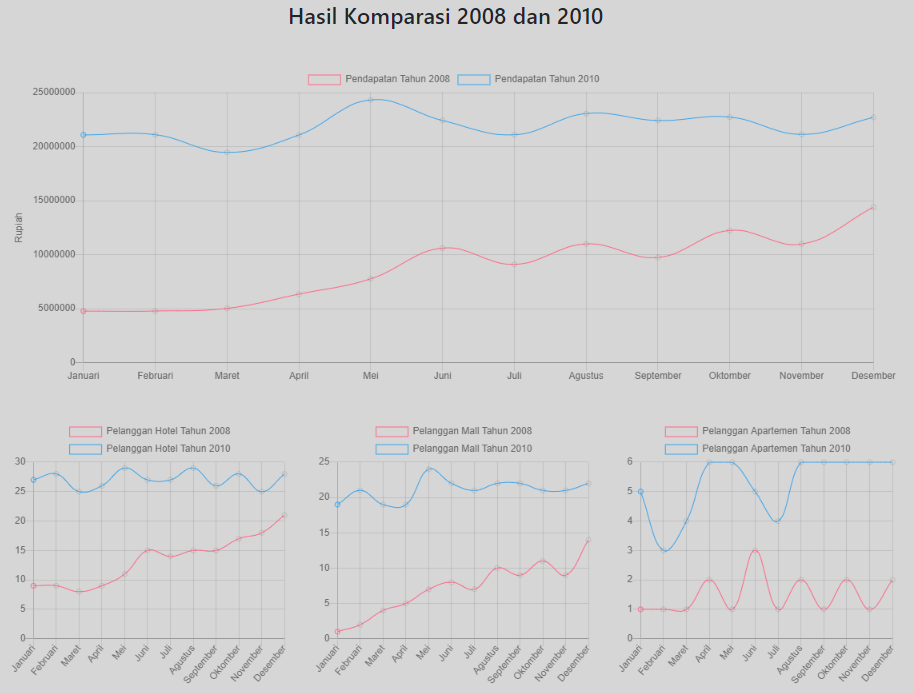 Hasil Komparasi 2008 dan 2010
Pendapatan Tahun 2008 Pendapatan Tahun 2010
Rupiah
25000000
20000000
15000000
10000000
5000000
0
Januari Februari Maret April Mei Juni Juli Agustus September Oktomber November Desember
Pelanggan Hotel Tahun 2008
Pelanggan Hotel Tahun 2010
30
25
20
15
10
5
0
Januari Februari Maret April Mei Juni Juli Agustus September Oktomber November Desember
Pelanggan Mall Tahun 2008
Pelanggan Mall Tahun 2010
25
20
15
10
5
0
Januari Februari Maret April Mei Juni Juli Agustus September Oktomber November Desember
Pelanggan Apartemen Tahun 2008
Pelanggan Apartemen Tahun 2010
6
5
4
3
2
1
0
Januari Februari Maret April Mei Juni Juli Agustus September Oktomber November Desember